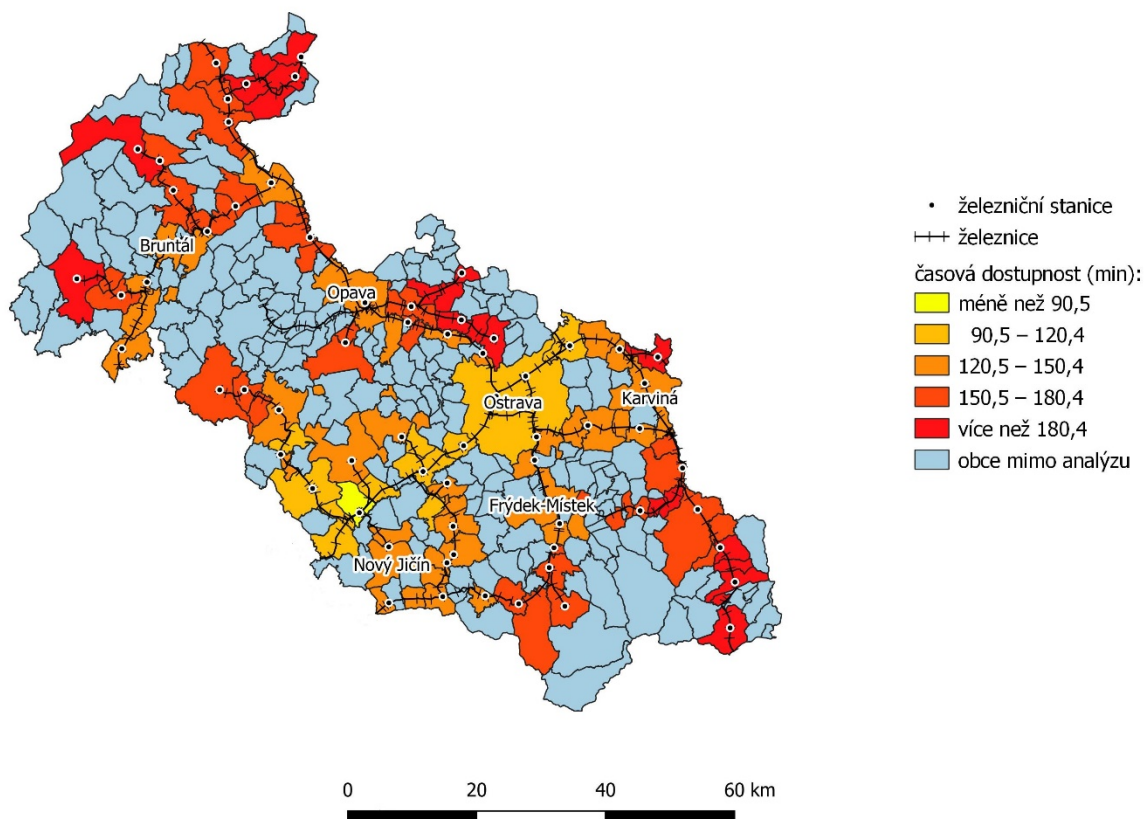 Bruntál
Opava
Ostrava
Karviná
Frýdek-Místek
Nový Jičín
železniční stanice
železnice
časová dostupnost (min):
méně než 90,5
90,5 – 120,4
120,5 – 150,4
150,5 – 180,4
více než 180,4
obce mimo analýzu
0 20 40 60 km